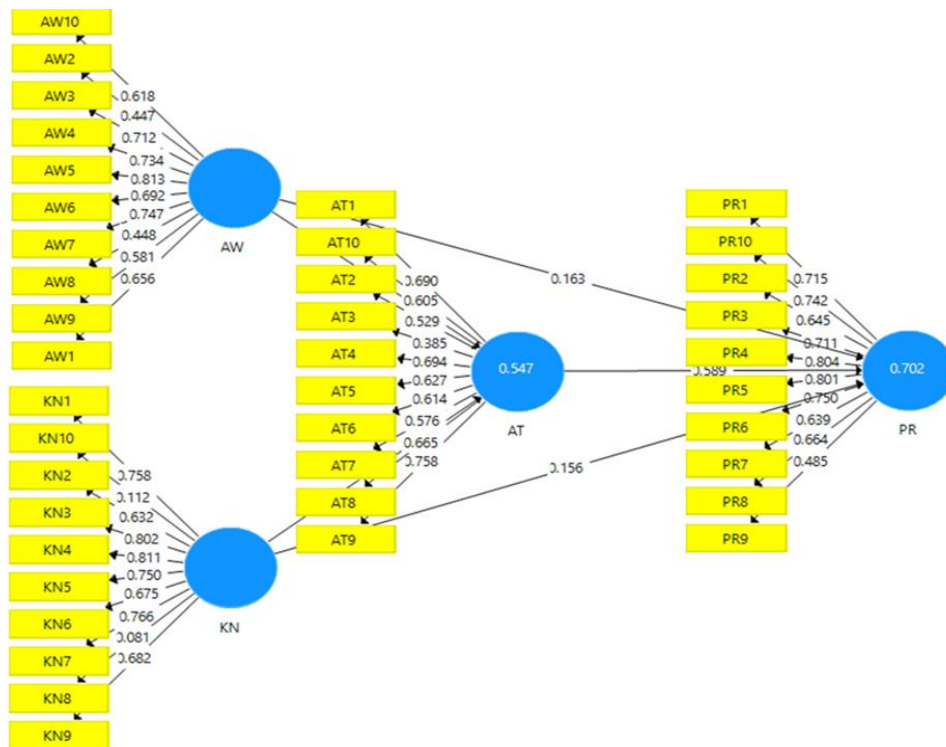 AW10
AW2
AW3
AW4
AW5
AW6
AW7
AW8
AW9
AW1
0.618
0.447
0.712
0.734
0.813
0.692
0.747
0.448
0.581
0.656
AW
KN1
KN10
KN2
KN3
KN4
KN5
KN6
KN7
KN8
KN9
0.758
0.112
0.632
0.802
0.811
0.750
0.675
0.766
0.081
0.682
KN
AT1
AT10
AT2
AT3
AT4
AT5
AT6
AT7
AT8
AT9
0.690
0.605
0.529
0.385
0.694
0.627
0.614
0.576
0.665
0.758
0.547
AT
0.163
0.589
0.156
PR1
PR10
PR2
PR3
PR4
PR5
PR6
PR7
PR8
PR9
0.715
0.742
0.645
0.711
0.804
0.801
0.750
0.639
0.664
0.485
0.702
PR